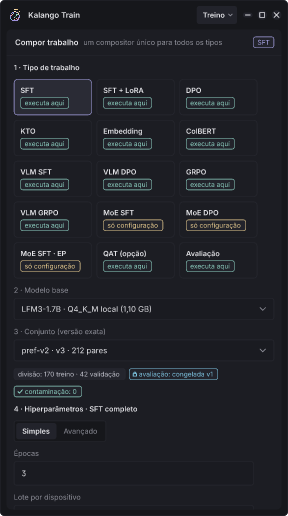 Kalango Train
Treino
Compor trabalho um compositor único para todos os tipos SFT
1 · Tipo de trabalho
SFT SFT + LoRA DPO
executa aqui executa aqui executa aqui
KTO Embedding ColBERT
executa aqui executa aqui executa aqui
VLM SFT VLM DPO GRPO
executa aqui executa aqui executa aqui
VLM GRPO MoE SFT MoE DPO
executa aqui só configuração só configuração
MoE SFT · EP QAT (opção) Avaliação
só configuração executa aqui executa aqui
2 · Modelo base
LFM3-1.7B · Q4_K_M local (1,10 GB)
3 · Conjunto (versão exata)
pref-v2 · v3 · 212 pares
divisão: 170 treino · 42 validação avaliação: congelada v1
contaminação: 0
4 · Hiperparâmetros · SFT completo
Simples Avançado
Épocas
3
Lote por dispositivo